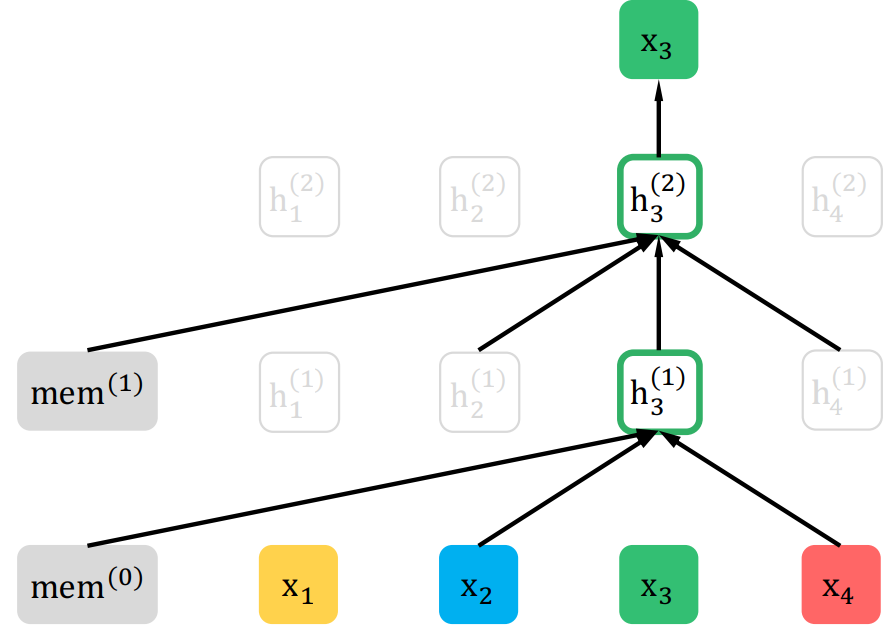 x₃
h₁⁽²⁾ h₂⁽²⁾ h₃⁽²⁾ h₄⁽²⁾
mem⁽¹⁾ h₁⁽¹⁾ h₂⁽¹⁾ h₃⁽¹⁾ h₄⁽¹⁾
mem⁽⁰⁾ x₁ x₂ x₃ x₄